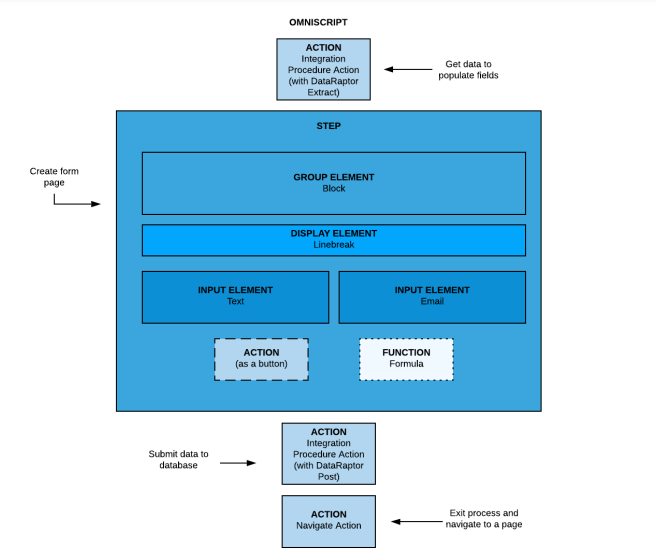 OMNISCRIPT
ACTION
Integration
Procedure Action
(with DataRaptor
Extract)
Get data to
populate fields
STEP
Create form
page
GROUP ELEMENT
Block
DISPLAY ELEMENT
Linebreak
INPUT ELEMENT
Text
INPUT ELEMENT
Email
ACTION
(as a button)
FUNCTION
Formula
ACTION
Integration
Procedure Action
(with DataRaptor
Post)
Submit data to
database
ACTION
Navigate Action
Exit process and
navigate to a page